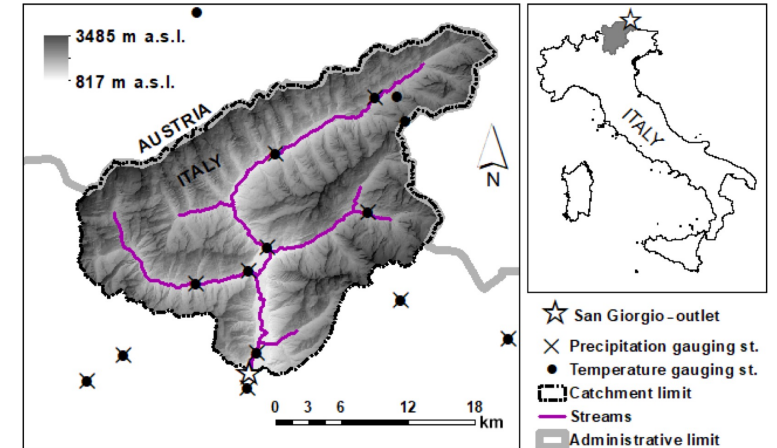 3485 m a.s.l.
817 m a.s.l.
AUSTRIA
ITALY
N
0 3 6 12 18
km
ITALY
San Giorgio-outlet
Precipitation gauging st.
Temperature gauging st.
Catchment limit
Streams
Administrative limit